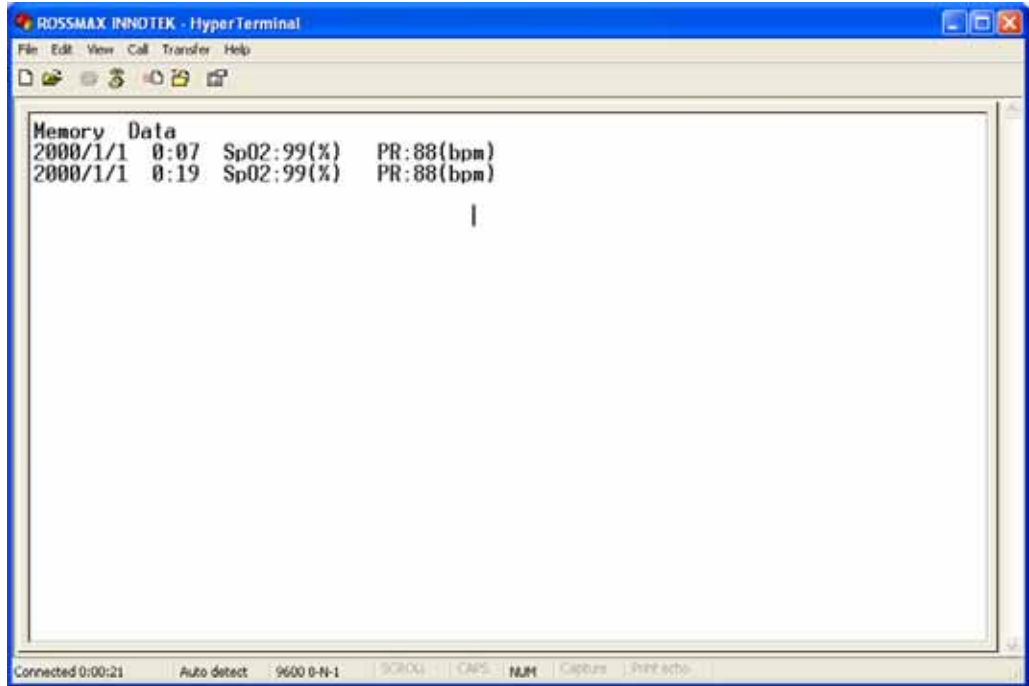 ROSSMAX INNOTEK - HyperTerminal
File Edit View Call Transfer Help
Memory Data
2000/1/1 0:07 SpO2:99(%) PR:88(bpm)
2000/1/1 0:19 SpO2:99(%) PR:88(bpm)
Connected 0:00:21 Auto detect 9600 8-N-1 SCROLL CAPS NUM Capture Print echo